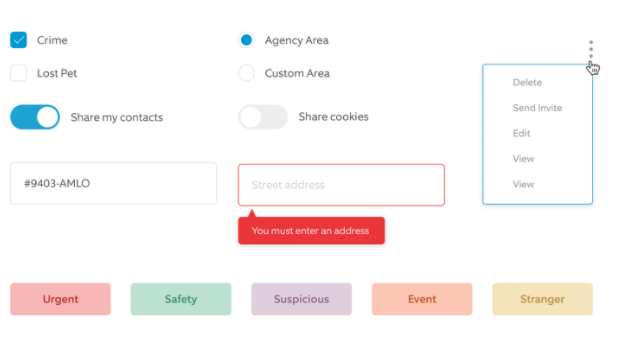 Crime
Agency Area
Lost Pet
Custom Area
Delete
Send Invite
Share my contacts
Share cookies
Edit
View
View
#9403-AMLO
Street address
You must enter an address
Urgent
Safety
Suspicious
Event
Stranger